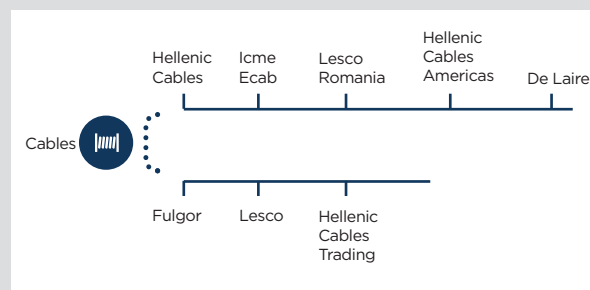 Hellenic
Cables
Icme
Ecab
Lesco
Romania
Hellenic
Cables
Americas
De Laire
Cables
Fulgor
Lesco
Hellenic
Cables
Trading